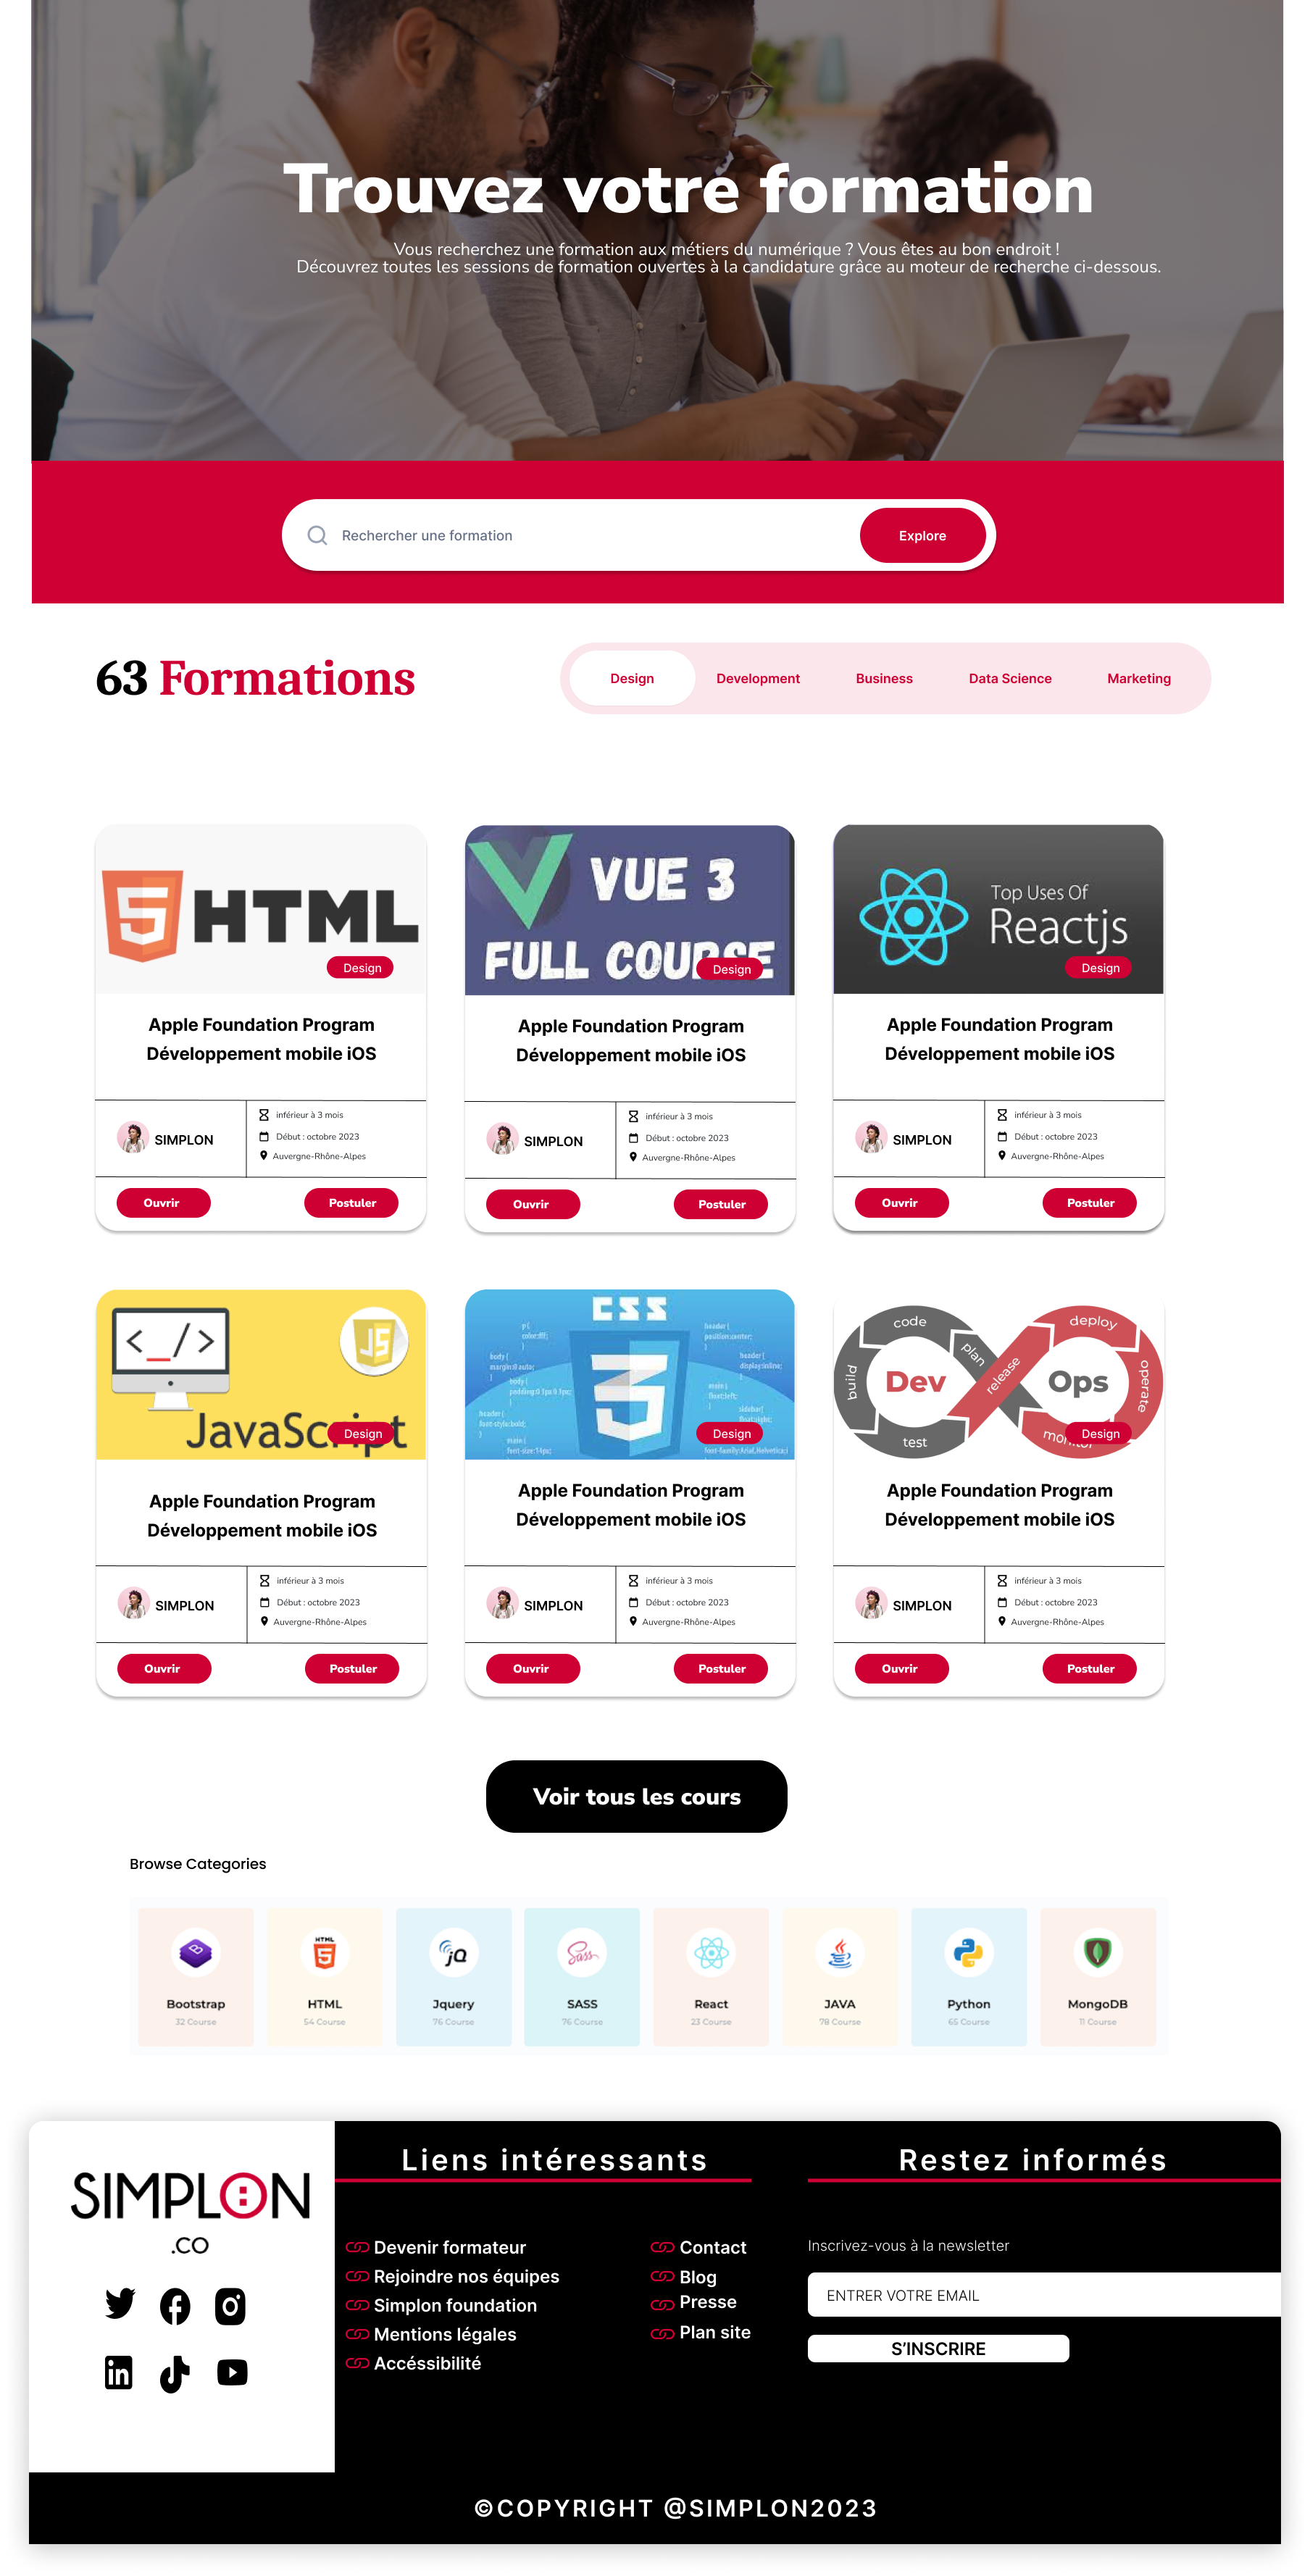 Trouvez votre formation
Vous recherchez une formation aux métiers du numérique ? Vous êtes au bon endroit !
Découvrez toutes les sessions de formation ouvertes à la candidature grâce au moteur de recherche ci-dessous.
Rechercher une formation
Explore
63 Formations
Design
Development
Business
Data Science
Marketing
HTML
Design
Apple Foundation Program
Développement mobile iOS
SIMPLON
inférieur à 3 mois
Début : octobre 2023
Auvergne-Rhône-Alpes
Ouvrir
Postuler
VUE 3
FULL COURSE
Design
Apple Foundation Program
Développement mobile iOS
SIMPLON
inférieur à 3 mois
Début : octobre 2023
Auvergne-Rhône-Alpes
Ouvrir
Postuler
Top Uses Of
Reactjs
Design
Apple Foundation Program
Développement mobile iOS
SIMPLON
inférieur à 3 mois
Début : octobre 2023
Auvergne-Rhône-Alpes
Ouvrir
Postuler
JS
JavaScript
Design
Apple Foundation Program
Développement mobile iOS
SIMPLON
inférieur à 3 mois
Début : octobre 2023
Auvergne-Rhône-Alpes
Ouvrir
Postuler
CSS
3
Design
Apple Foundation Program
Développement mobile iOS
SIMPLON
inférieur à 3 mois
Début : octobre 2023
Auvergne-Rhône-Alpes
Ouvrir
Postuler
code
deploy
plan
release
build
Dev
Ops
operate
test
monitor
Design
Apple Foundation Program
Développement mobile iOS
SIMPLON
inférieur à 3 mois
Début : octobre 2023
Auvergne-Rhône-Alpes
Ouvrir
Postuler
Voir tous les cours
Browse Categories
Bootstrap
32 Course
HTML
54 Course
Jquery
76 Course
SASS
76 Course
React
23 Course
JAVA
78 Course
Python
65 Course
MongoDB
11 Course
SIMPLON
.CO
Liens intéressants
Devenir formateur
Rejoindre nos équipes
Simplon foundation
Mentions légales
Accéssibilité
Contact
Blog
Presse
Plan site
Restez informés
Inscrivez-vous à la newsletter
ENTRER VOTRE EMAIL
S’INSCRIRE
©COPYRIGHT @SIMPLON2023